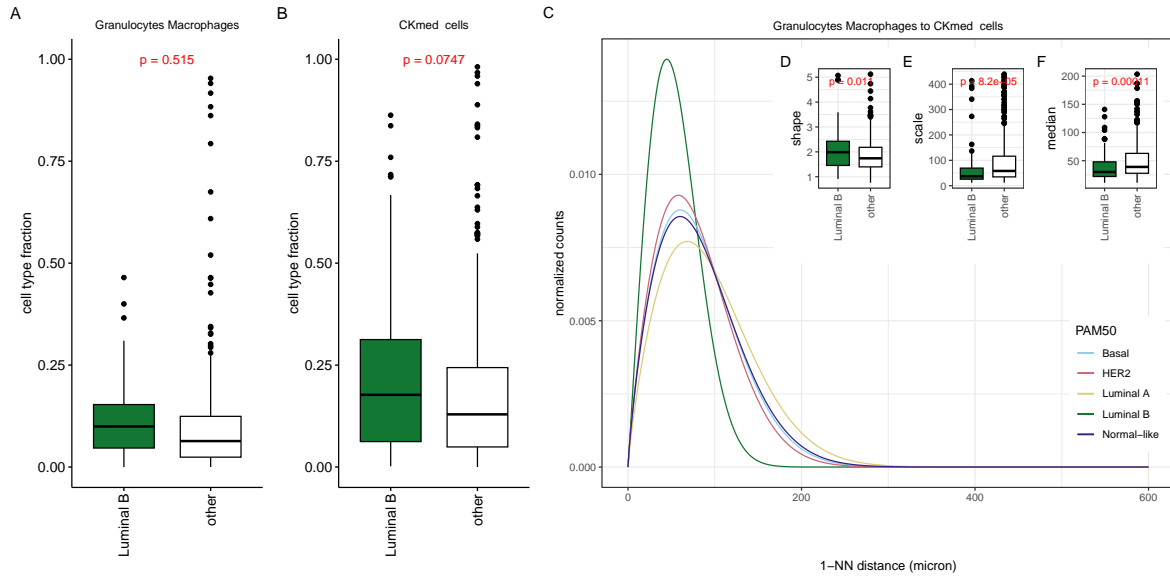 A
Granulocytes Macrophages
p = 0.515
cell type fraction
1.00
0.75
0.50
0.25
0.00
Luminal B
other
B
CKmed cells
p = 0.0747
cell type fraction
1.00
0.75
0.50
0.25
0.00
Luminal B
other
C
Granulocytes Macrophages to CKmed cells
normalized counts
0.010
0.005
0.000
0
200
400
600
1−NN distance (micron)
D
shape
5
4
3
2
1
Luminal B
other
E
p = 8.2e−05
scale
400
300
200
100
0
Luminal B
other
F
p = 0.00011
median
200
150
100
50
Luminal B
other
PAM50
Basal
HER2
Luminal A
Luminal B
Normal−like